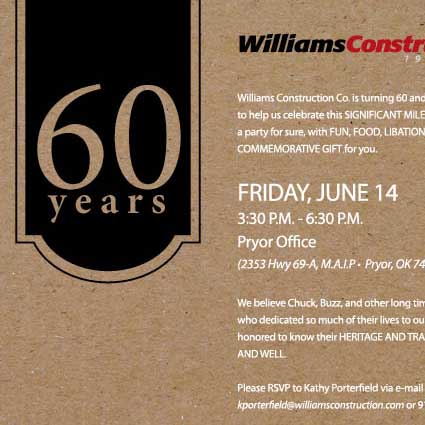 60
years
WilliamsConstru
19
Williams Construction Co. is turning 60 and
to help us celebrate this SIGNIFICANT MILE
a party for sure, with FUN, FOOD, LIBATION
COMMEMORATIVE GIFT for you.
FRIDAY, JUNE 14
3:30 P.M. - 6:30 P.M.
Pryor Office
(2353 Hwy 69-A, M.A.I.P • Pryor, OK 74
We believe Chuck, Buzz, and other long tim
who dedicated so much of their lives to ou
honored to know their HERITAGE AND TRA
AND WELL.
Please RSVP to Kathy Porterfield via e-mail
kporterfield@williamsconstruction.com or 9